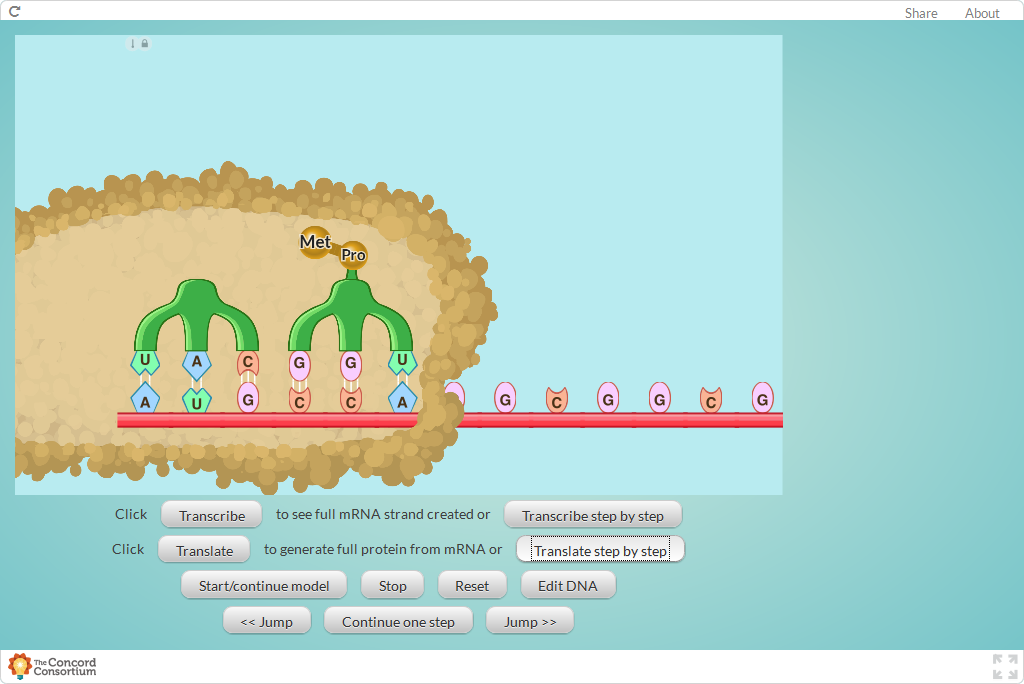 Share About
Met
Pro
U A C G G U
A U G C C A G C G G C G
Click Transcribe to see full mRNA strand created or Transcribe step by step
Click Translate to generate full protein from mRNA or Translate step by step
Start/continue model Stop Reset Edit DNA
<< Jump Continue one step Jump >>
The Concord
Consortium